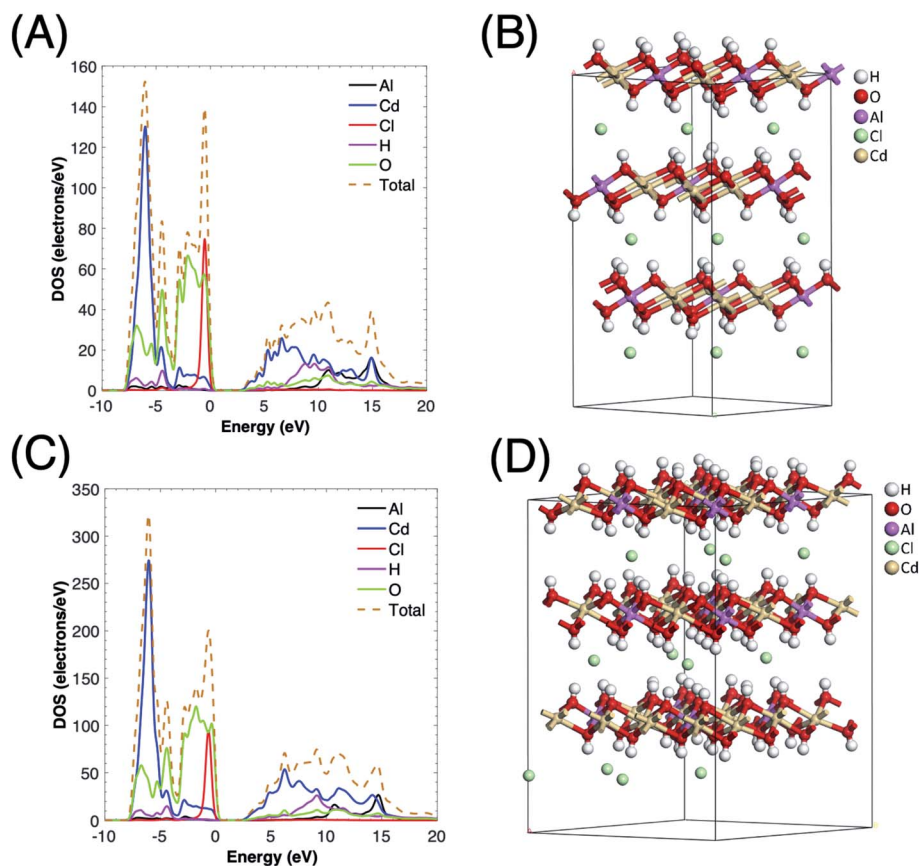 (A)
160
140
120
100
80
60
40
20
0
DOS (electrons/eV)
-10 -5 0 5 10 15 20
Energy (eV)
Al
Cd
Cl
H
O
Total
(B)
H
O
Al
Cl
Cd
(C)
350
300
250
200
150
100
50
0
DOS (electrons/eV)
-10 -5 0 5 10 15 20
Energy (eV)
Al
Cd
Cl
H
O
Total
(D)
H
O
Al
Cl
Cd